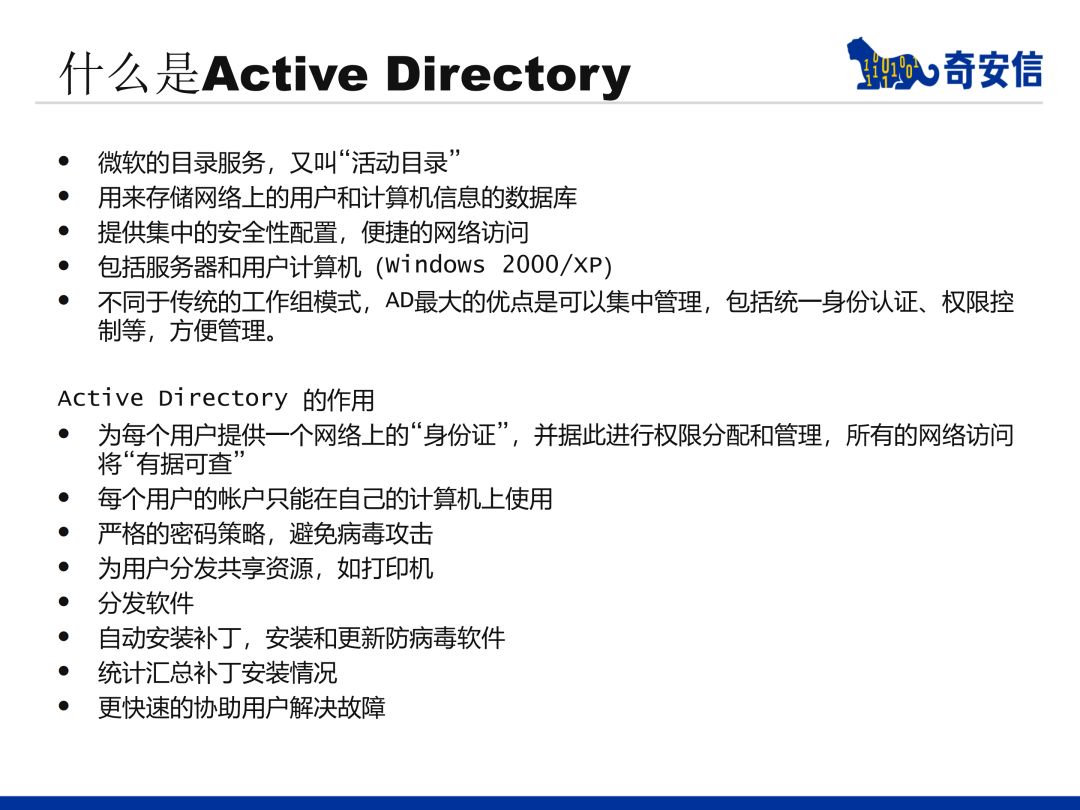 什么是Active Directory
奇安信
• 微软的目录服务，又叫“活动目录”
• 用来存储网络上的用户和计算机信息的数据库
• 提供集中的安全性配置，便捷的网络访问
• 包括服务器和用户计算机（Windows 2000/XP）
• 不同于传统的工作组模式，AD最大的优点是可以集中管理，包括统一身份认证、权限控
制等，方便管理。
Active Directory 的作用
• 为每个用户提供一个网络上的“身份证”，并据此进行权限分配和管理，所有的网络访问
将“有据可查”
• 每个用户的帐户只能在自己的计算机上使用
• 严格的密码策略，避免病毒攻击
• 为用户分发共享资源，如打印机
• 分发软件
• 自动安装补丁，安装和更新防病毒软件
• 统计汇总补丁安装情况
• 更快速的协助用户解决故障